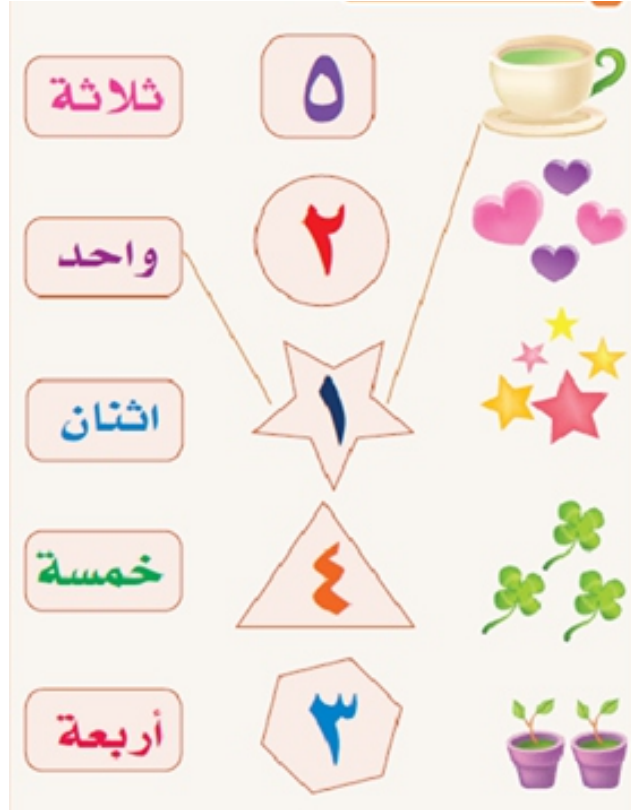 ٥
ثلاثة
٢
واحد
١
اثنان
٤
خمسة
٣
أربعة